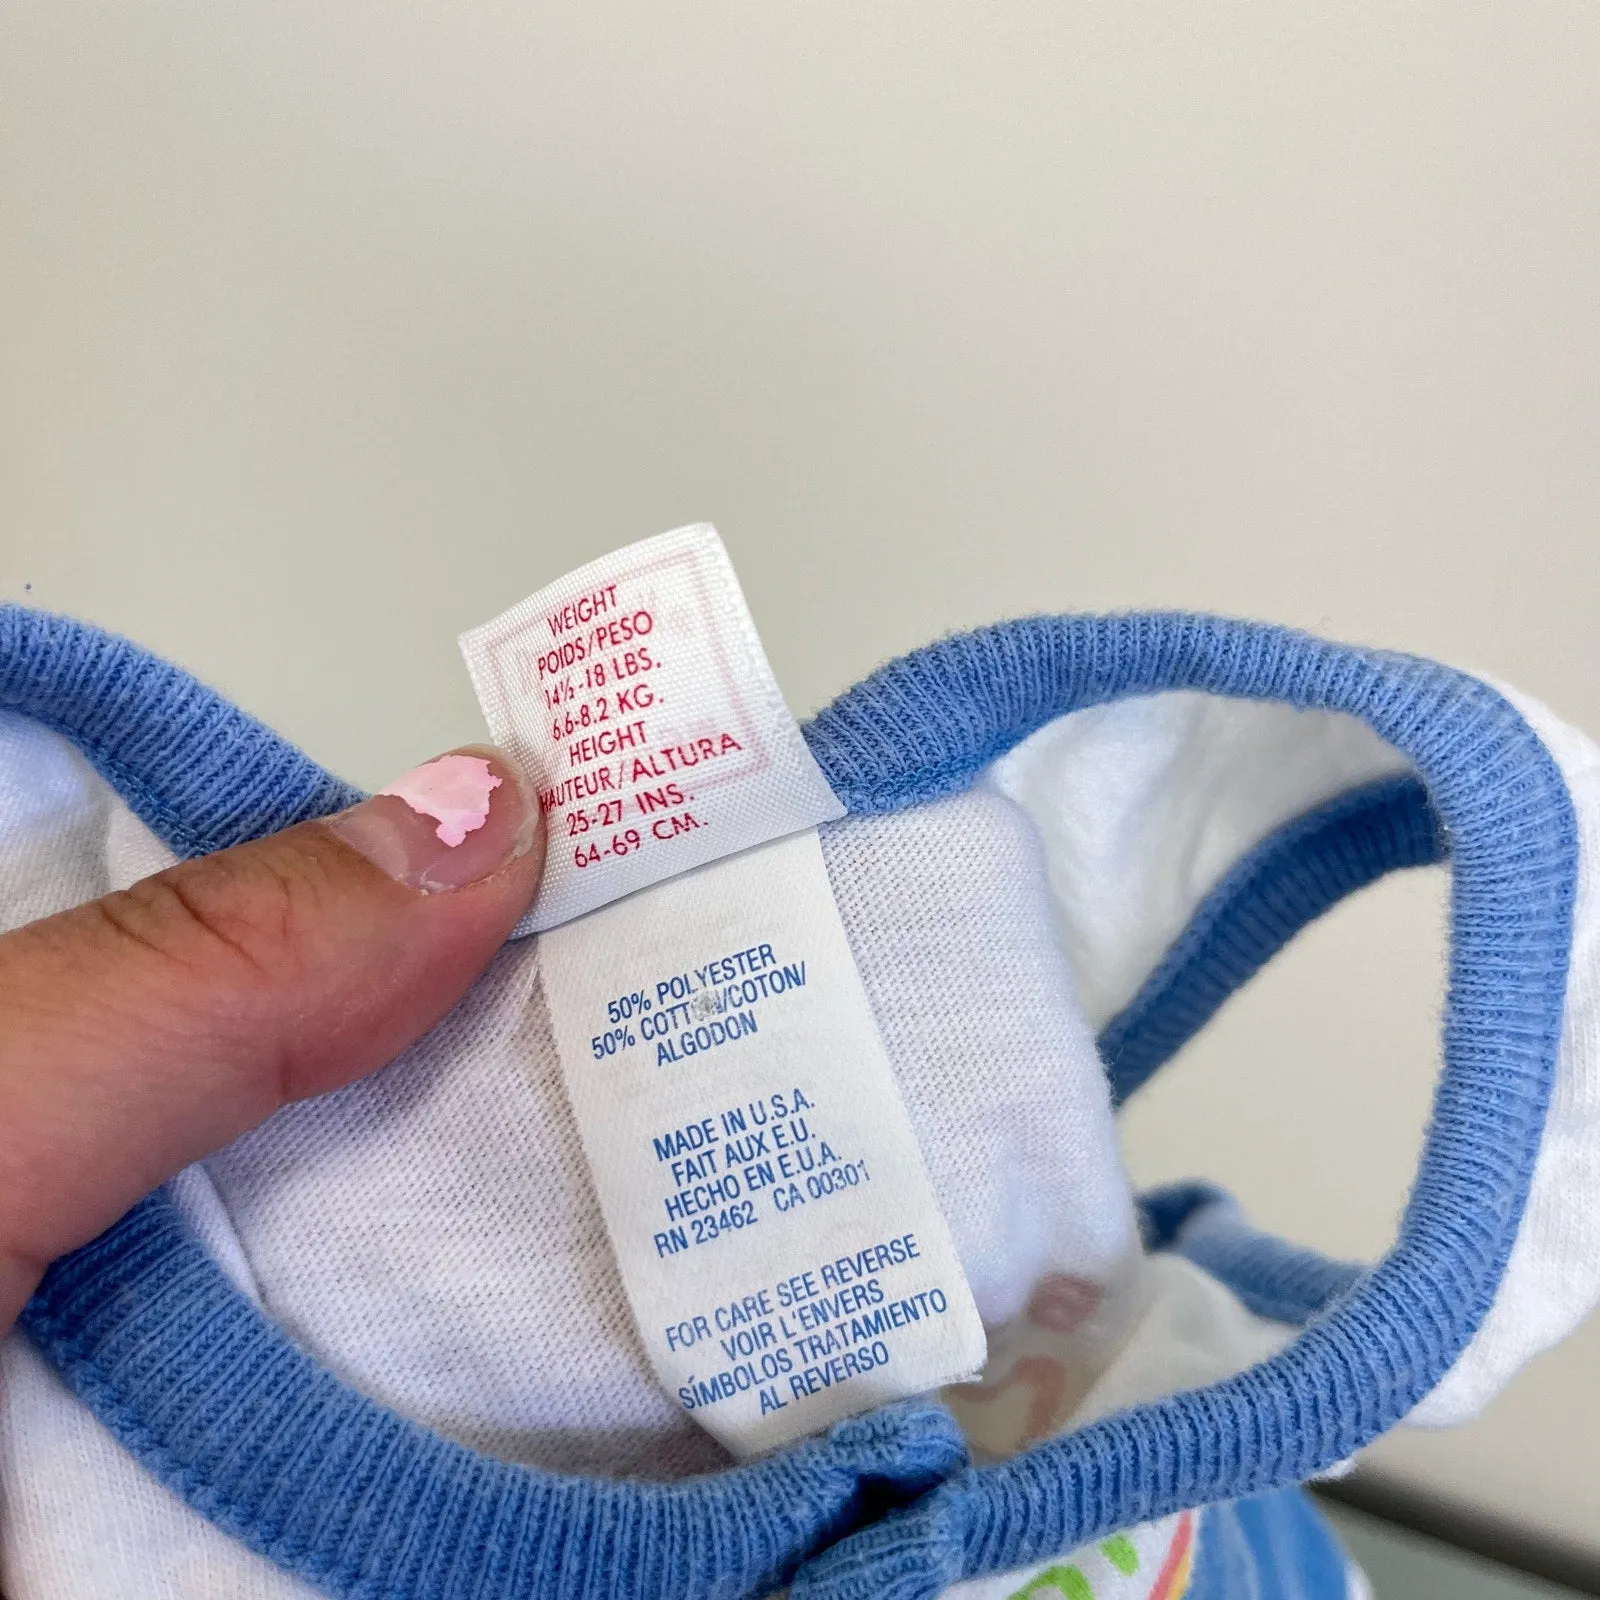 WEIGHT
POIDS/PESO
14½-18 LBS.
6.6-8.2 KG.
HEIGHT
HAUTEUR/ALTURA
25-27 INS.
64-69 CM.
50% POLYESTER
50% COTTON/COTON/
ALGODON
MADE IN U.S.A.
FAIT AUX E.U.
HECHO EN E.U.A.
RN 23462 CA 00301
FOR CARE SEE REVERSE
VOIR L'ENVERS
SÍMBOLOS TRATAMIENTO
AL REVERSO